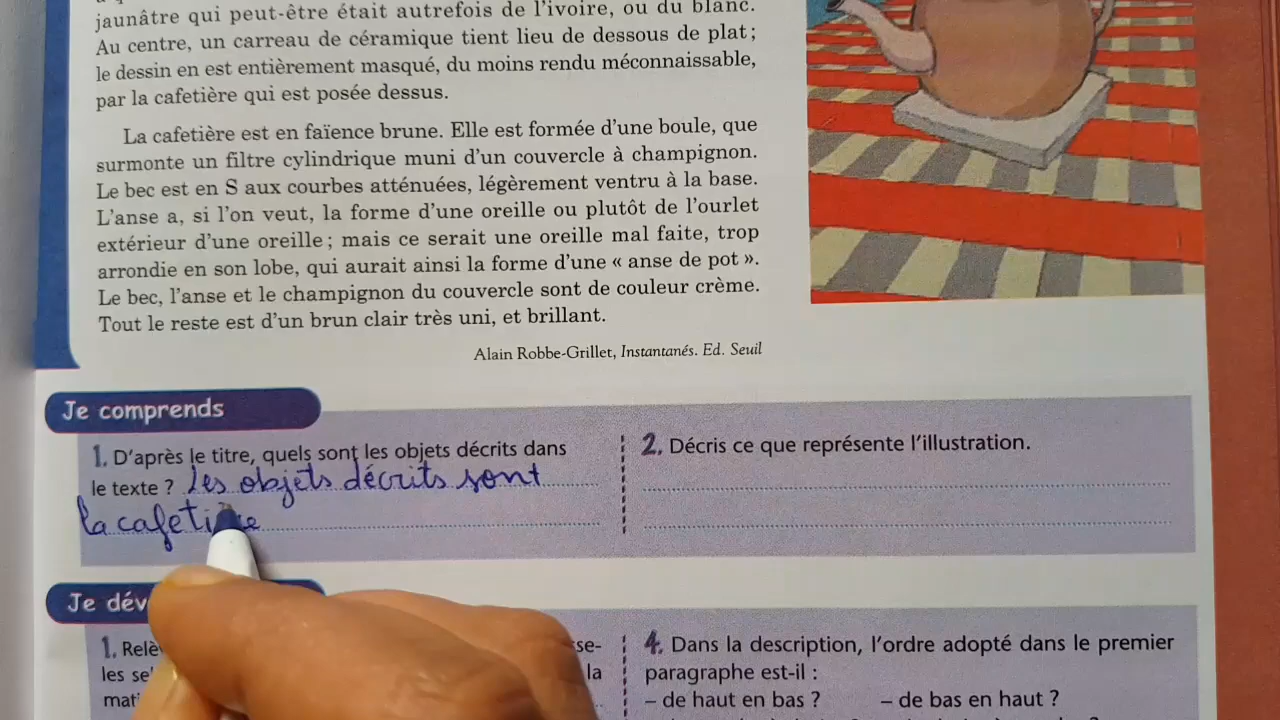 jaunâtre qui peut-être était autrefois de l'ivoire, ou du blanc.
Au centre, un carreau de céramique tient lieu de dessous de plat ;
le dessin en est entièrement masqué, du moins rendu méconnaissable,
par la cafetière qui est posée dessus.
La cafetière est en faïence brune. Elle est formée d'une boule, que
surmonte un filtre cylindrique muni d'un couvercle à champignon.
Le bec est en S aux courbes atténuées, légèrement ventru à la base.
L'anse a, si l'on veut, la forme d'une oreille ou plutôt de l'ourlet
extérieur d'une oreille ; mais ce serait une oreille mal faite, trop
arrondie en son lobe, qui aurait ainsi la forme d'une « anse de pot ».
Le bec, l'anse et le champignon du couvercle sont de couleur crème.
Tout le reste est d'un brun clair très uni, et brillant.
Alain Robbe-Grillet, Instantanés. Ed. Seuil
Je comprends
1. D'après le titre, quels sont les objets décrits dans
le texte ? Les objets décrits sont
la cafetière
2. Décris ce que représente l'illustration.
Je dév
1. Relè se-
les se la
mati
4. Dans la description, l'ordre adopté dans le premier
paragraphe est-il :
– de haut en bas ? – de bas en haut ?